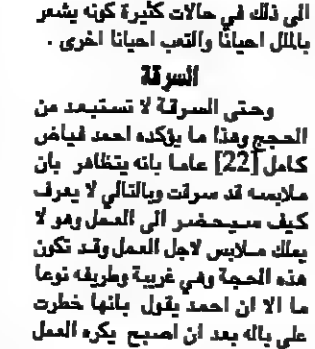 الى ذلك في حالات كثيرة كونه يشعر
بالملل احيانا والتعب احيانا اخرى .
السرقة
وحتى السرقة لا تستبعد من
الحجج وهذا ما يؤكده احمد فياض
كامل [22] عاما بانه يتظاهر بان
ملابسه قد سرقت وبالتالي لا يعرف
كيف سيحضر الى العمل وهو لا
يملك ملابس لاجل العمل وقد تكون
هذه الحجة وهي غريبة وطريفه نوعا
ما الا ان احمد يقول بانها خطرت
على باله بعد ان اصبح يكره العمل